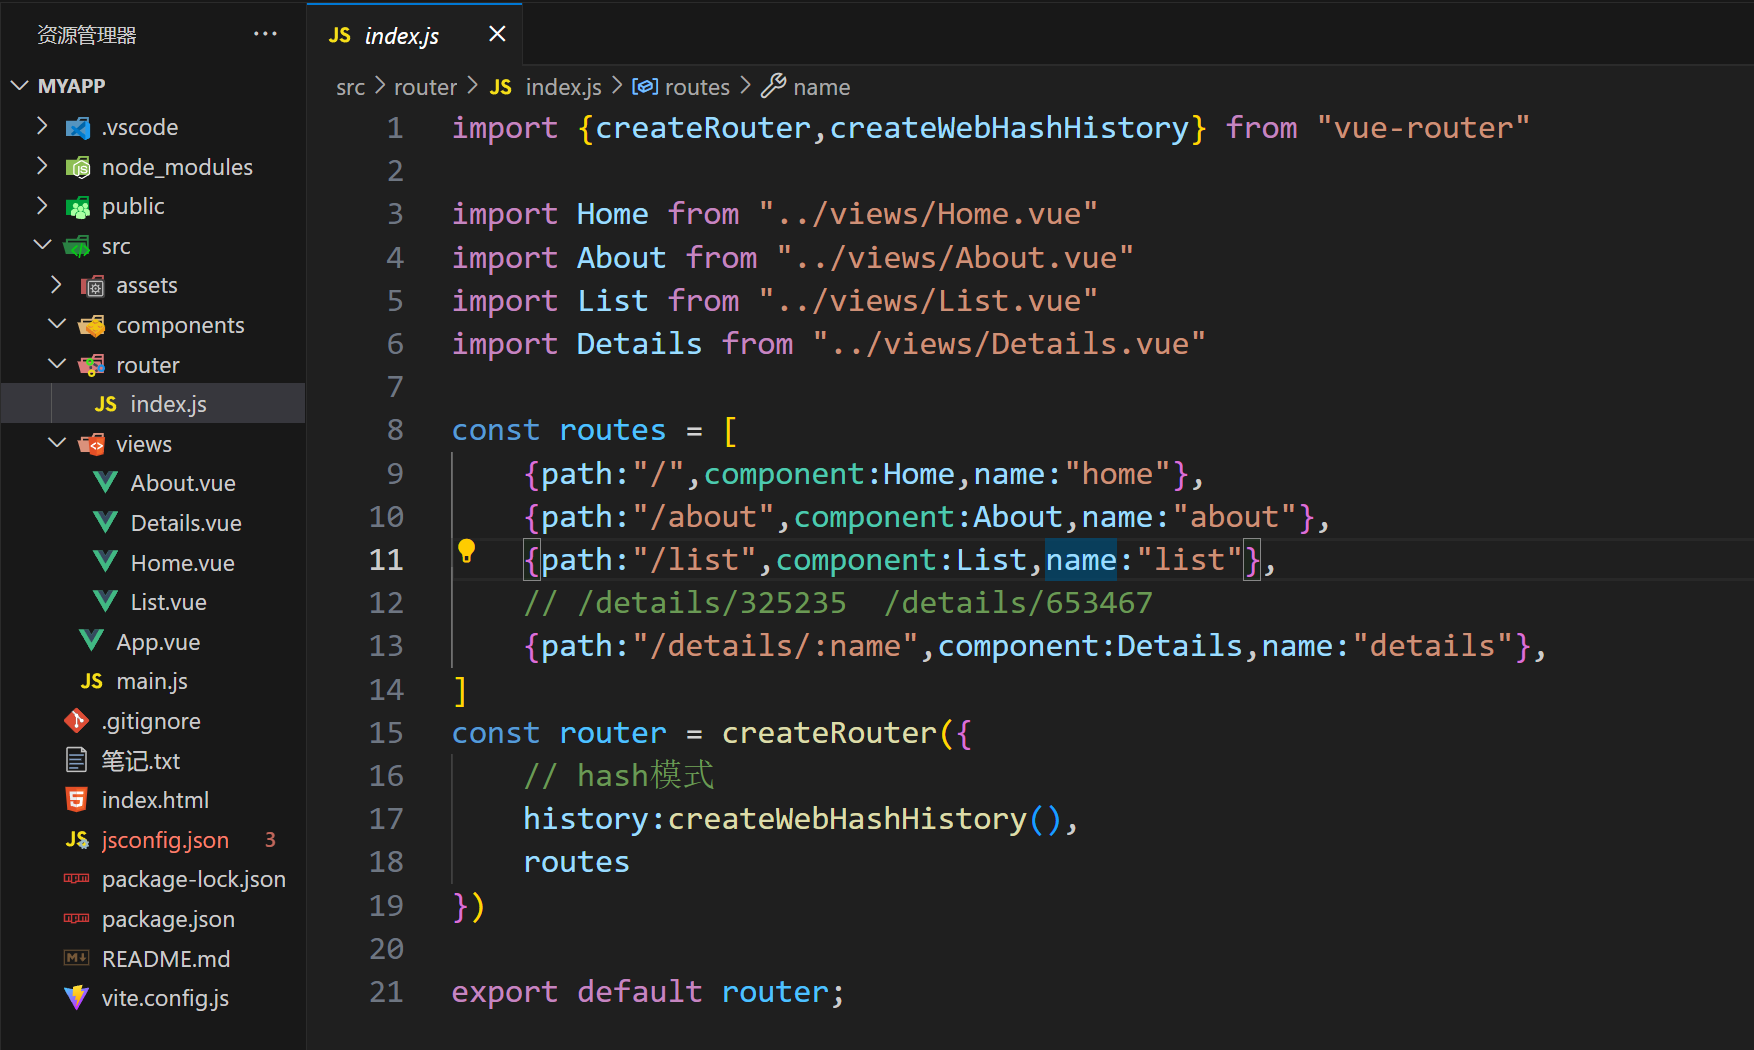 资源管理器 ···
MYAPP
.vscode
node_modules
public
src
assets
components
router
JS index.js
views
About.vue
Details.vue
Home.vue
List.vue
App.vue
JS main.js
.gitignore
笔记.txt
index.html
JS jsconfig.json 3
package-lock.json
package.json
README.md
vite.config.js
JS index.js
src > router > JS index.js > routes > name
1 import {createRouter,createWebHashHistory} from "vue-router"
2
3 import Home from "../views/Home.vue"
4 import About from "../views/About.vue"
5 import List from "../views/List.vue"
6 import Details from "../views/Details.vue"
7
8 const routes = [
9 {path:"/",component:Home,name:"home"},
10 {path:"/about",component:About,name:"about"},
11 {path:"/list",component:List,name:"list"},
12 // /details/325235  /details/653467
13 {path:"/details/:name",component:Details,name:"details"},
14 ]
15 const router = createRouter({
16 // hash模式
17 history:createWebHashHistory(),
18 routes
19 })
20
21 export default router;